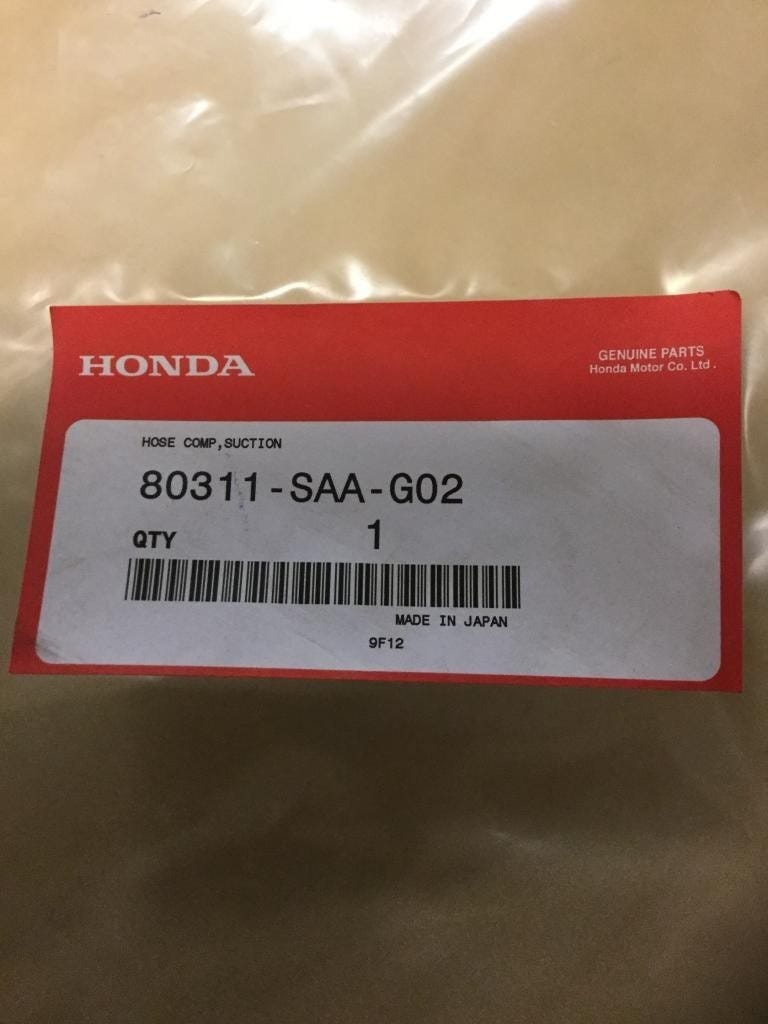 HONDA
GENUINE PARTS
Honda Motor Co. Ltd .
HOSE COMP,SUCTION
80311-SAA-G02
QTY 1
MADE IN JAPAN
9F12